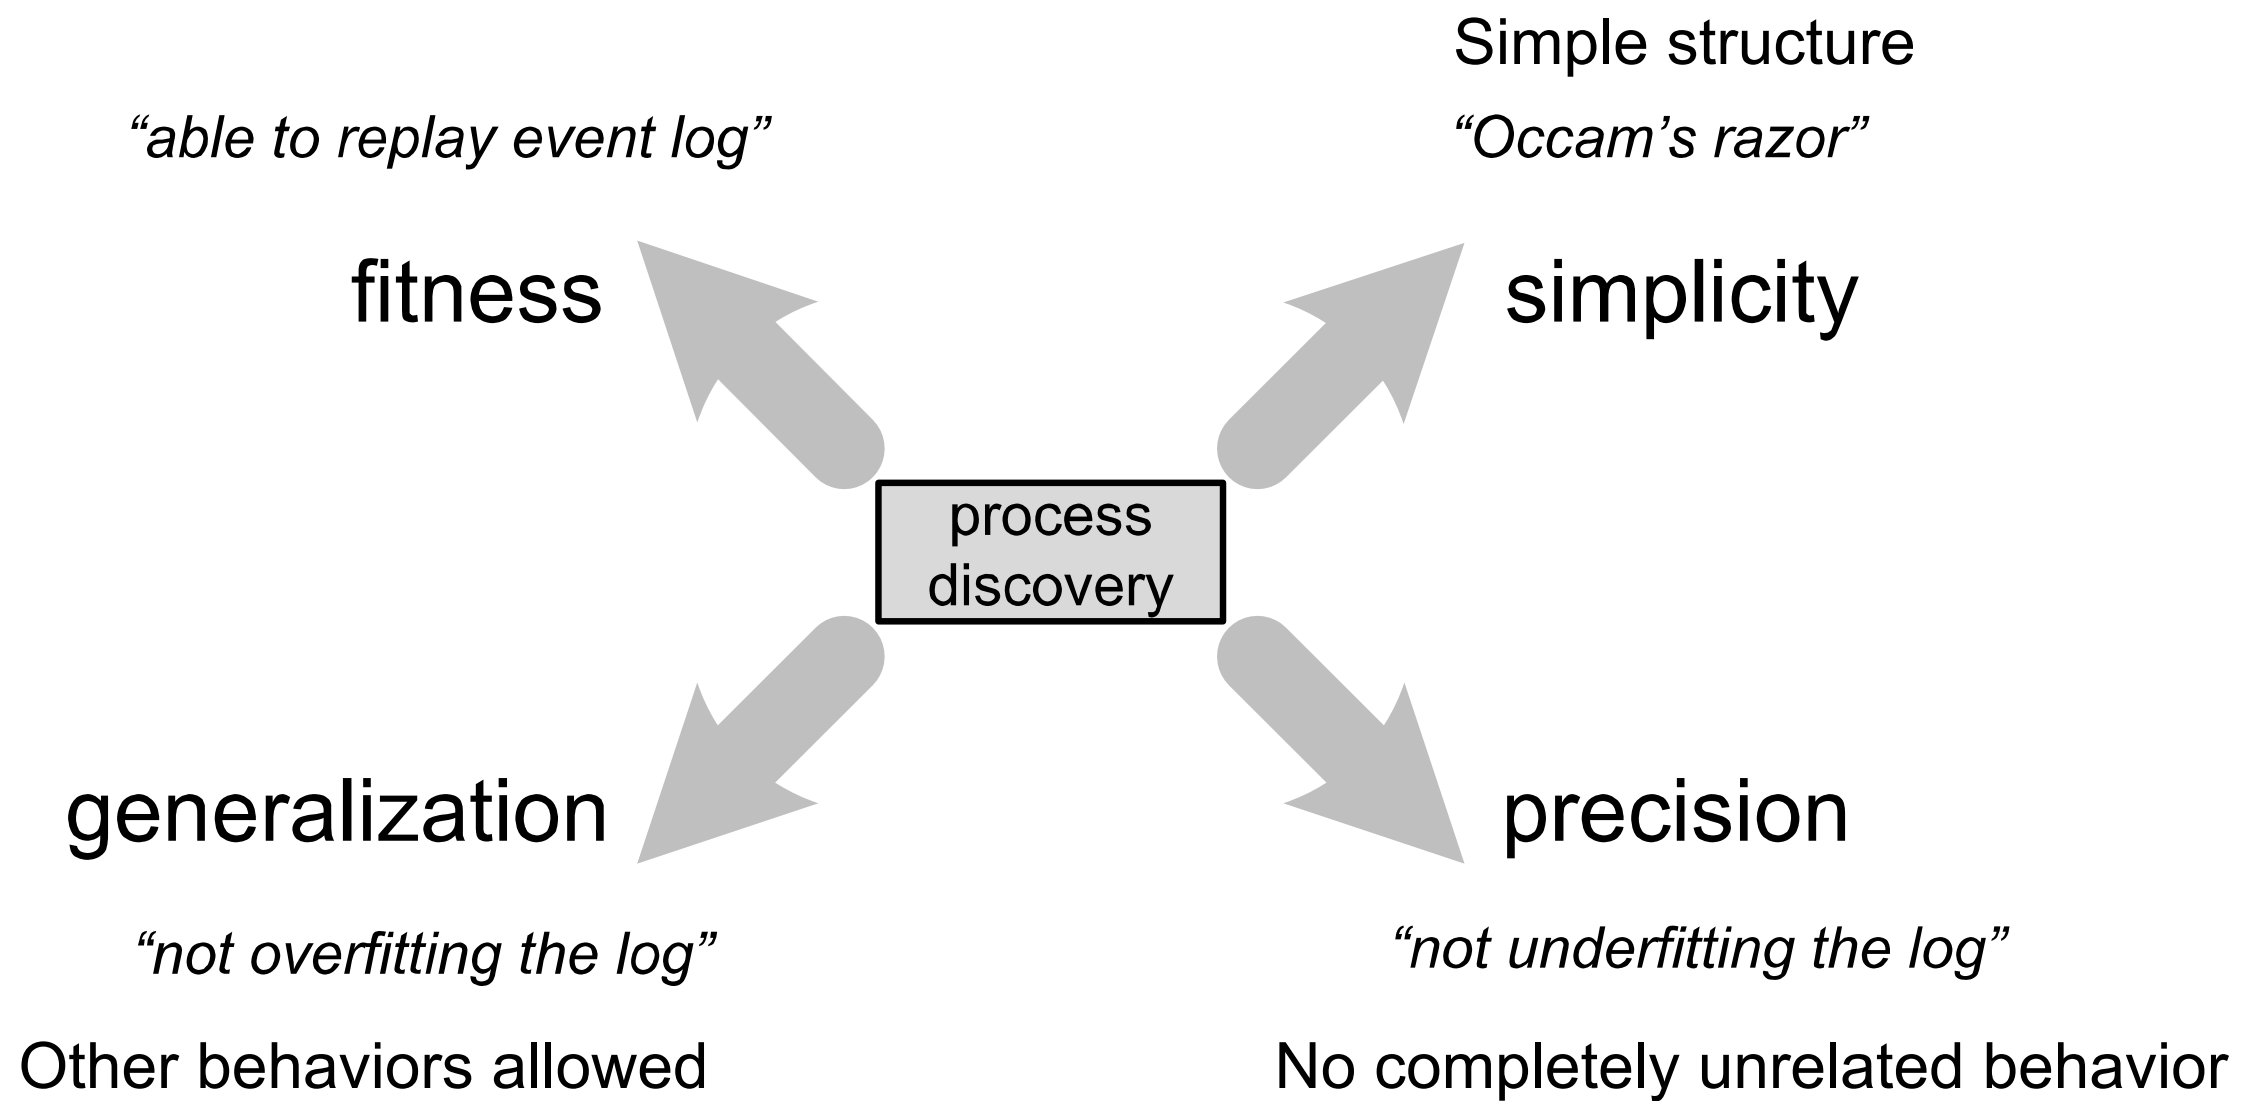 Simple structure
“able to replay event log”
“Occam’s razor”
fitness
simplicity
process
discovery
generalization
precision
“not overfitting the log”
“not underfitting the log”
Other behaviors allowed
No completely unrelated behavior